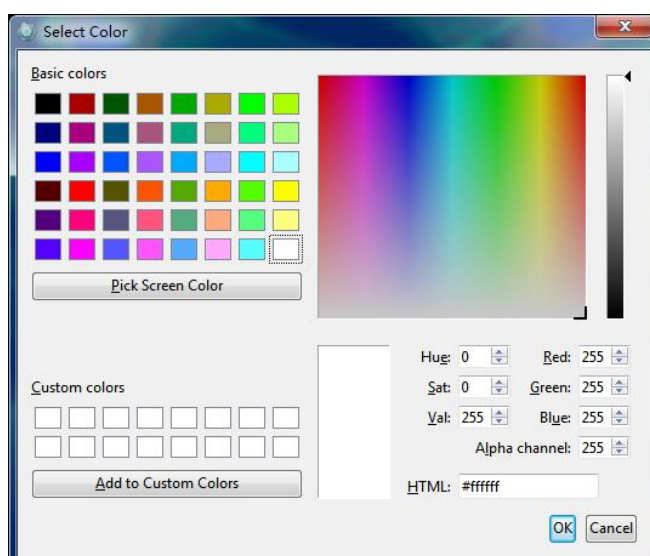 Select Color
Basic colors
Pick Screen Color
Custom colors
Add to Custom Colors
Hue: 0 Red: 255
Sat: 0 Green: 255
Val: 255 Blue: 255
Alpha channel: 255
HTML: #ffffff
OK Cancel